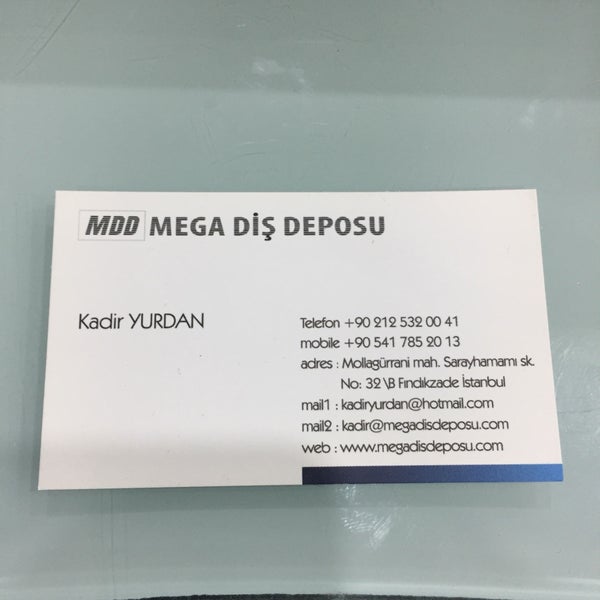 MDD MEGA DİŞ DEPOSU
Kadir YURDAN
Telefon +90 212 532 00 41
mobile +90 541 785 20 13
adres : Mollagürrani mah. Sarayhamamı sk.
No: 32 \B Fındıkzade İstanbul
mail1 : kadiryurdan@hotmail.com
mail2 : kadir@megadisdeposu.com
web : www.megadisdeposu.com